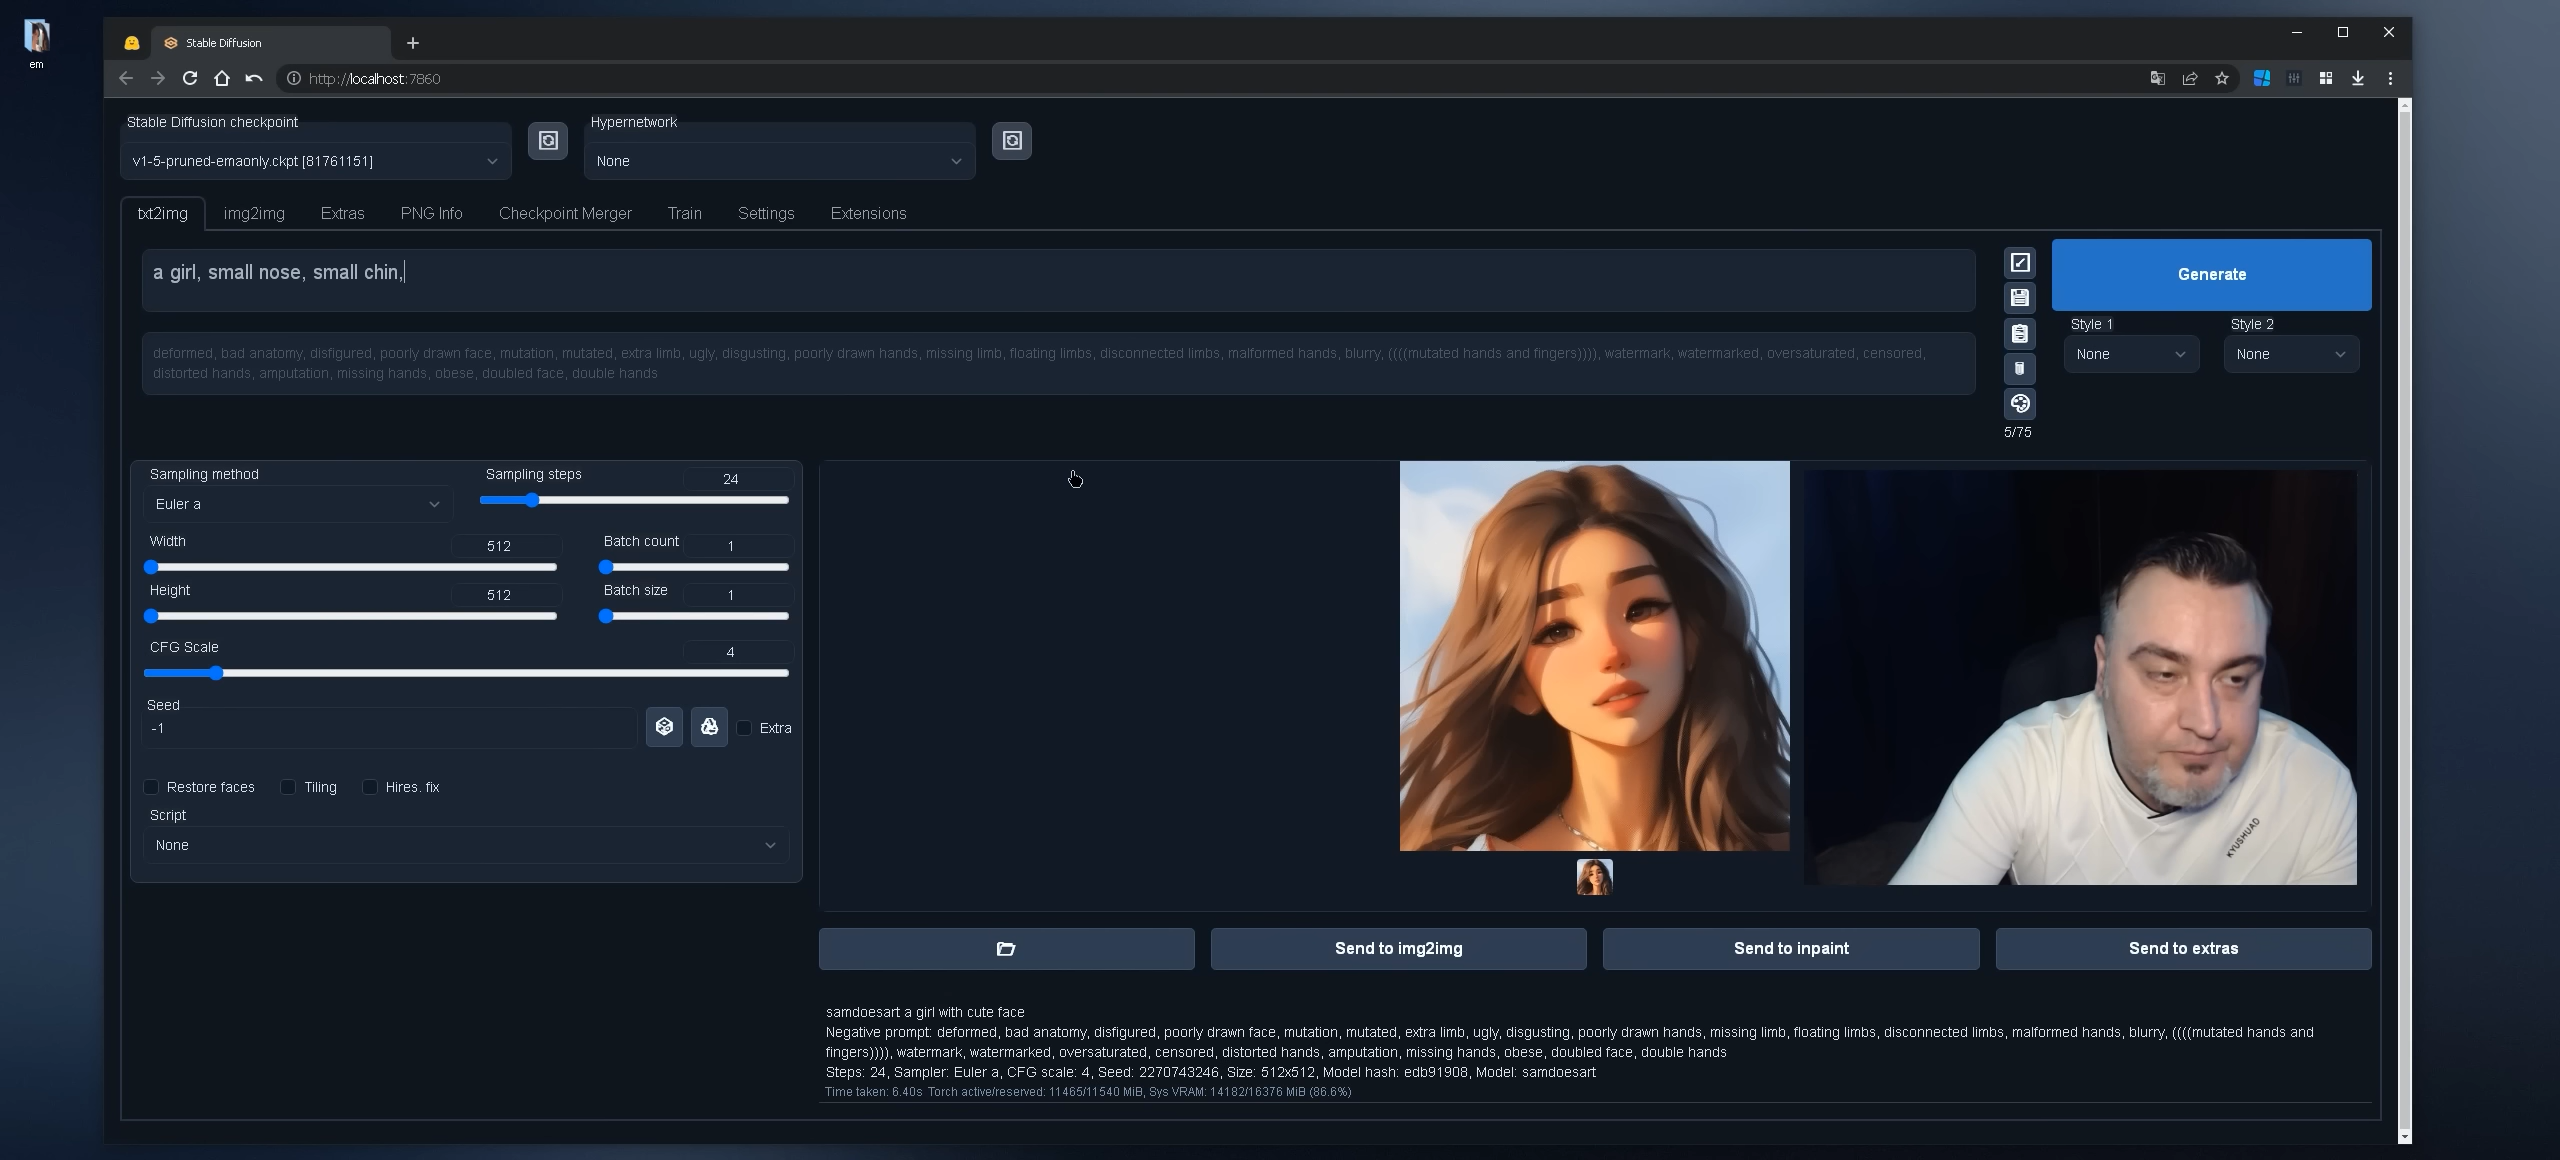 em
Stable Diffusion
http://localhost:7860
Stable Diffusion checkpoint
Hypernetwork
v1-5-pruned-emaonly.ckpt [81761151]
None
txt2img
img2img
Extras
PNG Info
Checkpoint Merger
Train
Settings
Extensions
a girl, small nose, small chin,
Generate
Style 1
Style 2
None
None
deformed, bad anatomy, disfigured, poorly drawn face, mutation, mutated, extra limb, ugly, disgusting, poorly drawn hands, missing limb, floating limbs, disconnected limbs, malformed hands, blurry, ((((mutated hands and fingers)))), watermark, watermarked, oversaturated, censored,
distorted hands, amputation, missing hands, obese, doubled face, double hands
5/75
Sampling method
Sampling steps
24
Euler a
Width
512
Batch count
1
Height
512
Batch size
1
CFG Scale
4
Seed
-1
Extra
Restore faces
Tiling
Hires. fix
Script
None
KYUSHUAD
Send to img2img
Send to inpaint
Send to extras
samdoesart a girl with cute face
Negative prompt: deformed, bad anatomy, disfigured, poorly drawn face, mutation, mutated, extra limb, ugly, disgusting, poorly drawn hands, missing limb, floating limbs, disconnected limbs, malformed hands, blurry, ((((mutated hands and
fingers)))), watermark, watermarked, oversaturated, censored, distorted hands, amputation, missing hands, obese, doubled face, double hands
Steps: 24, Sampler: Euler a, CFG scale: 4, Seed: 2270743246, Size: 512x512, Model hash: edb91908, Model: samdoesart
Time taken: 6.40s Torch active/reserved: 11465/11540 MiB, Sys VRAM: 14182/16376 MiB (86.6%)